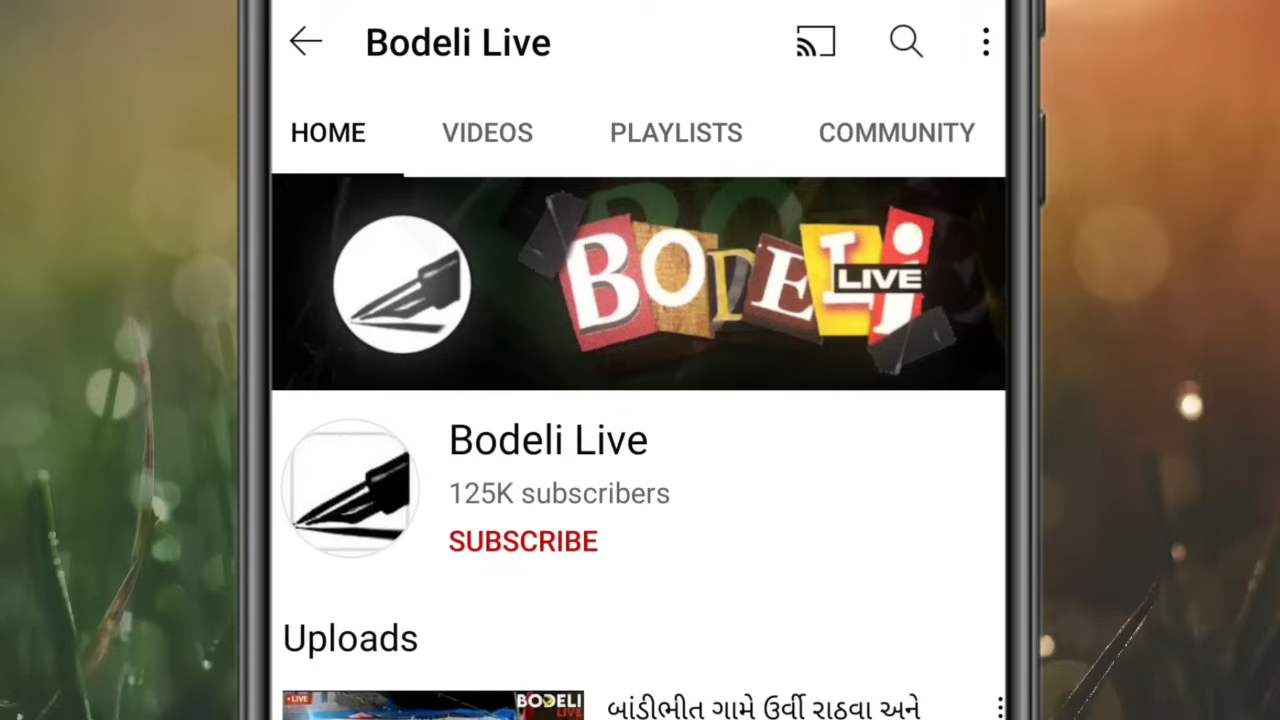 Bodeli Live
HOME VIDEOS PLAYLISTS COMMUNITY
BODELi
LIVE
Bodeli Live
125K subscribers
SUBSCRIBE
Uploads
LIVE
BODELI
LIVE
બાંડીભીત ગામે ઉર્વી રાઠવા અને